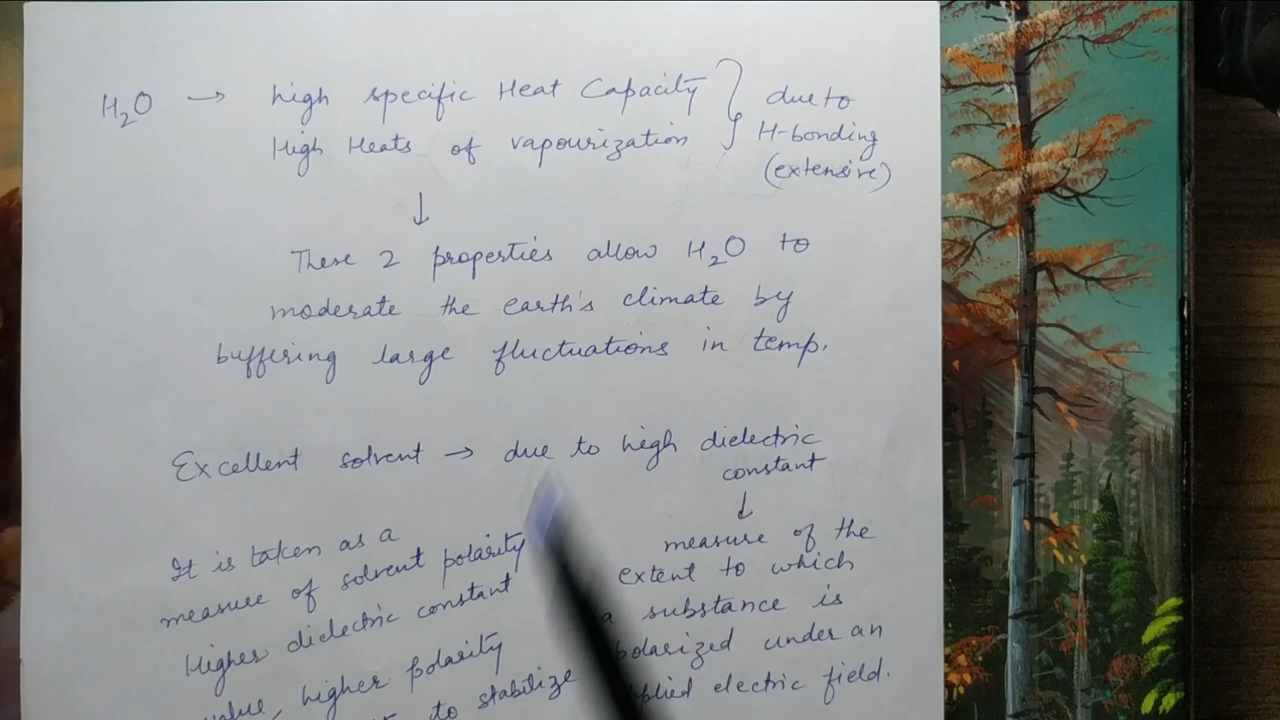 H₂O → high specific Heat Capacity } due to
High Heats of vapourization
H-bonding
(extensive)
↓
These 2 properties allow H₂O to
moderate the earth's climate by
buffering large fluctuations in temp.
Excellent solvent → due to high dielectric
constant
↓
measure of the
extent to which
a substance is
polarized under an
electric field.
It is taken as a
measure of solvent polarity
Higher dielectric constant
value, higher polarity
to stabilize